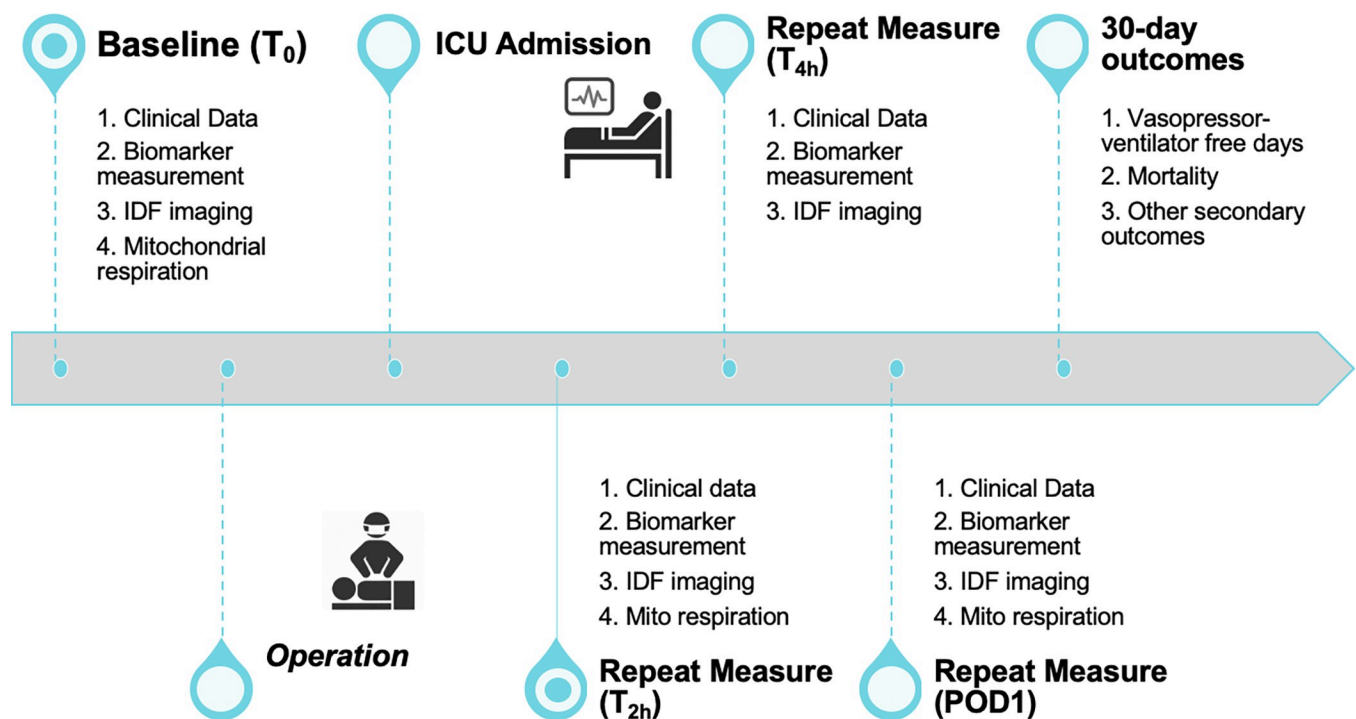 Baseline (T0)
1. Clinical Data
2. Biomarker
measurement
3. IDF imaging
4. Mitochondrial
respiration
Operation
ICU Admission
1. Clinical data
2. Biomarker
measurement
3. IDF imaging
4. Mito respiration
Repeat Measure
(T2h)
Repeat Measure
(T4h)
1. Clinical Data
2. Biomarker
measurement
3. IDF imaging
1. Clinical Data
2. Biomarker
measurement
3. IDF imaging
4. Mito respiration
Repeat Measure
(POD1)
30-day
outcomes
1. Vasopressor-
ventilator free days
2. Mortality
3. Other secondary
outcomes